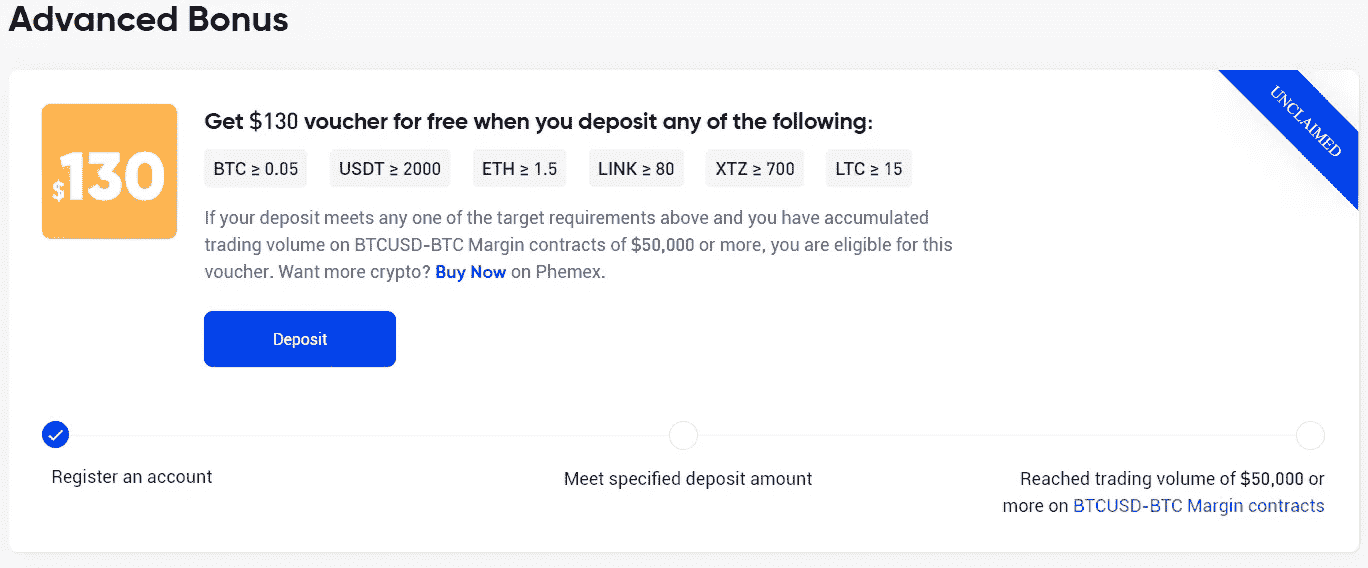 Advanced Bonus
UNCLAIMED
$130
Get $130 voucher for free when you deposit any of the following:
BTC ≥ 0.05 USDT ≥ 2000 ETH ≥ 1.5 LINK ≥ 80 XTZ ≥ 700 LTC ≥ 15
If your deposit meets any one of the target requirements above and you have accumulated
trading volume on BTCUSD-BTC Margin contracts of $50,000 or more, you are eligible for this
voucher. Want more crypto? Buy Now on Phemex.
Deposit
Register an account
Meet specified deposit amount
Reached trading volume of $50,000 or
more on BTCUSD-BTC Margin contracts